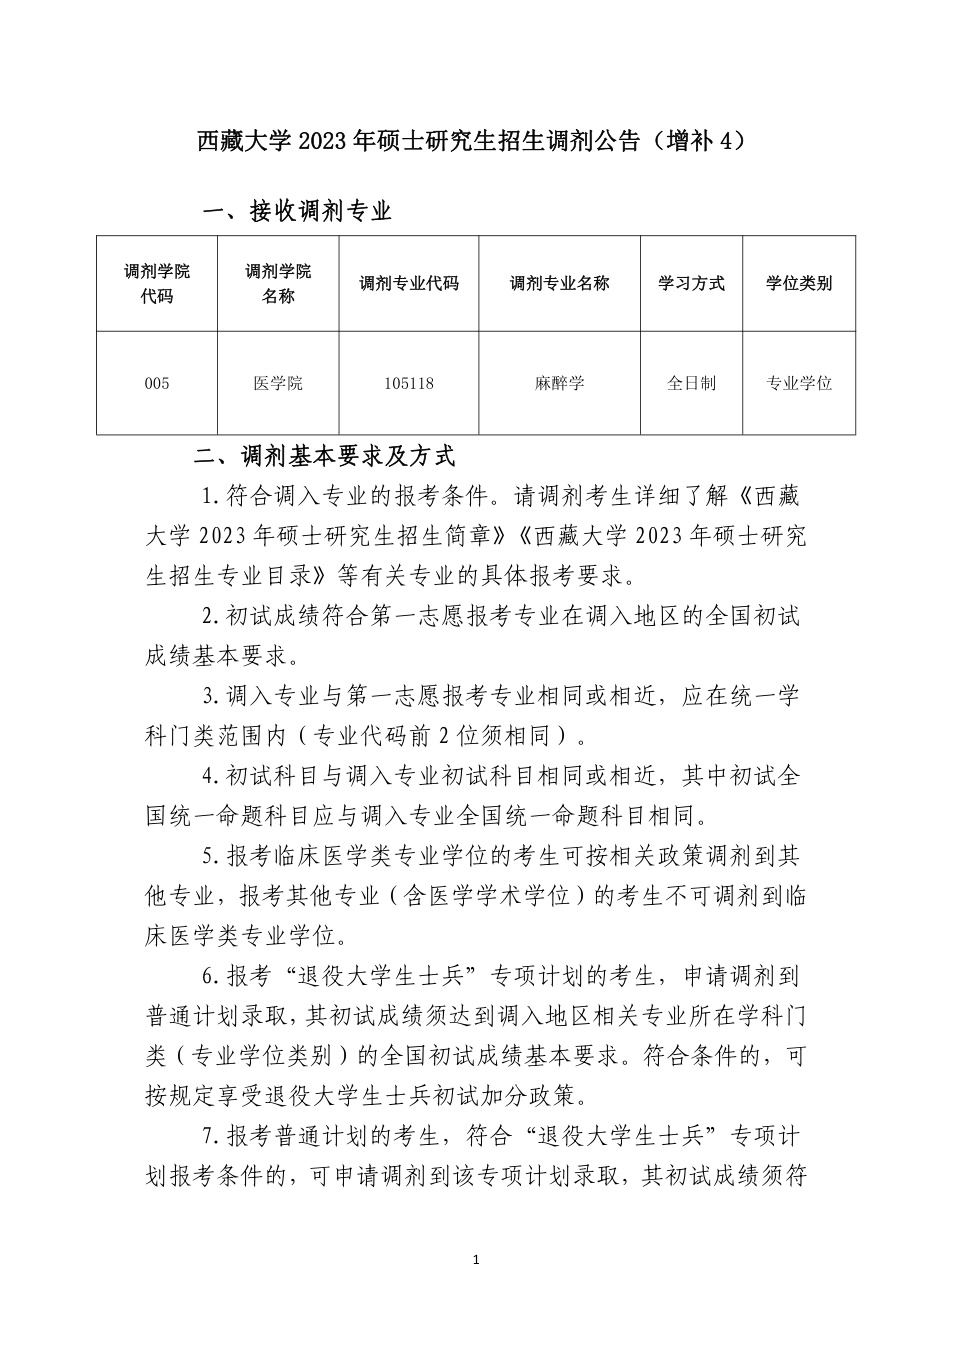 西藏大学 2023 年硕士研究生招生调剂公告（增补 4）
一、接收调剂专业
调剂学院
代码
调剂学院
名称
调剂专业代码
调剂专业名称
学习方式
学位类别
005
医学院
105118
麻醉学
全日制
专业学位
二、调剂基本要求及方式
1.符合调入专业的报考条件。请调剂考生详细了解《西藏
大学 2023 年硕士研究生招生简章》《西藏大学 2023 年硕士研究
生招生专业目录》等有关专业的具体报考要求。
2.初试成绩符合第一志愿报考专业在调入地区的全国初试
成绩基本要求。
3.调入专业与第一志愿报考专业相同或相近，应在统一学
科门类范围内（专业代码前 2 位须相同）。
4.初试科目与调入专业初试科目相同或相近，其中初试全
国统一命题科目应与调入专业全国统一命题科目相同。
5.报考临床医学类专业学位的考生可按相关政策调剂到其
他专业，报考其他专业（含医学学术学位）的考生不可调剂到临
床医学类专业学位。
6.报考“退役大学生士兵”专项计划的考生，申请调剂到
普通计划录取，其初试成绩须达到调入地区相关专业所在学科门
类（专业学位类别）的全国初试成绩基本要求。符合条件的，可
按规定享受退役大学生士兵初试加分政策。
7.报考普通计划的考生，符合“退役大学生士兵”专项计
划报考条件的，可申请调剂到该专项计划录取，其初试成绩须符
1